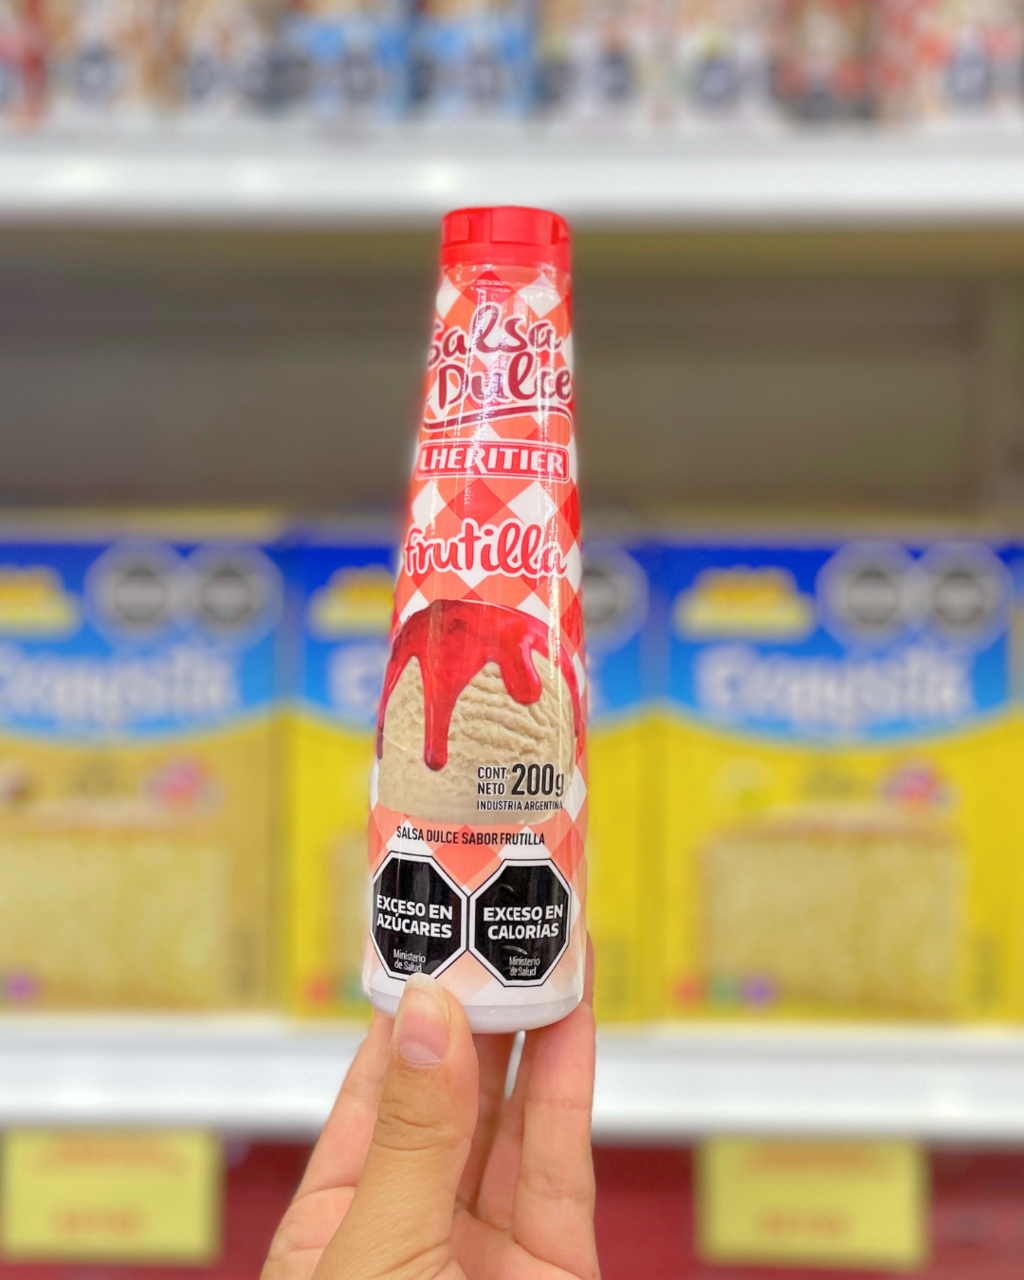 Salsa
Dulce
LHERITIER
frutilla
CONT.
NETO 200g
INDUSTRIA ARGENTINA
SALSA DULCE SABOR FRUTILLA
EXCESO EN
AZÚCARES
Ministerio
de Salud
EXCESO EN
CALORÍAS
Ministerio
de Salud
Exquisita